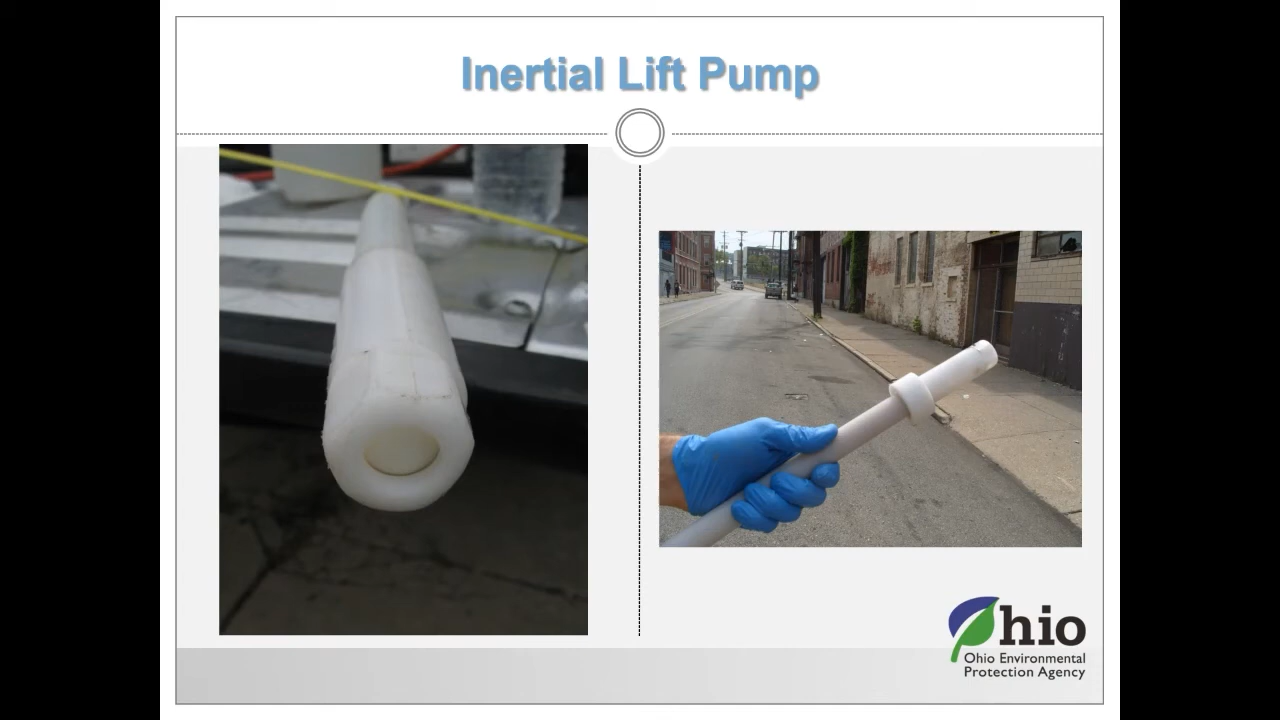 Inertial Lift Pump
Ohio
Ohio Environmental
Protection Agency